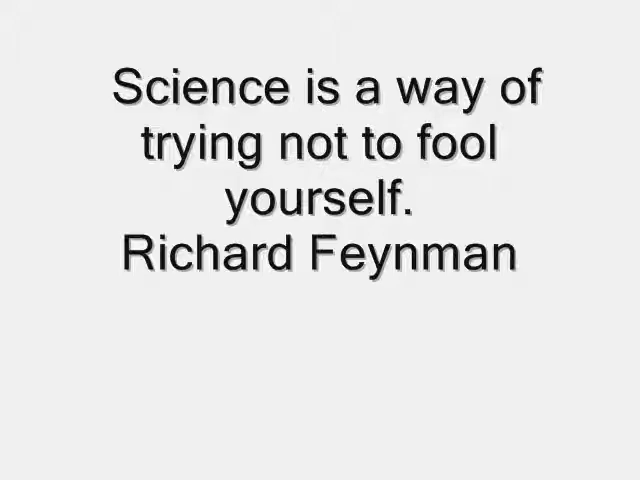 Science is a way of
trying not to fool
yourself.
Richard Feynman